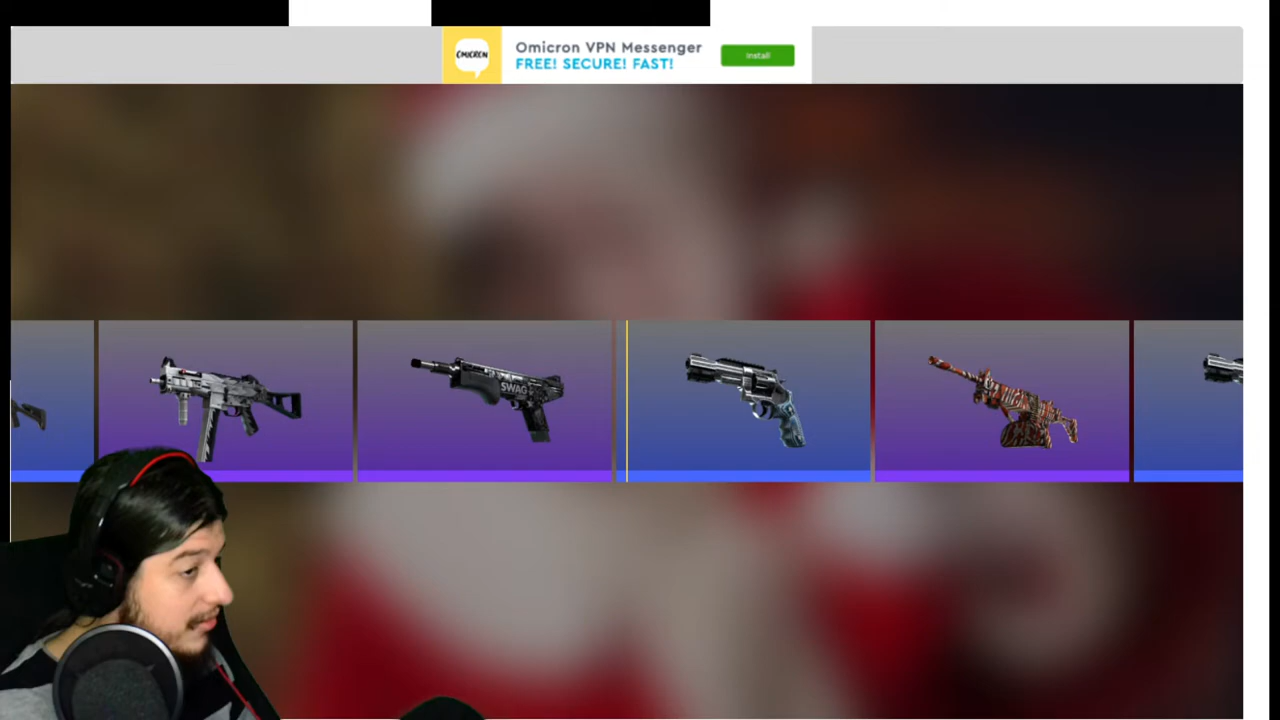 OMICRON
Omicron VPN Messenger
FREE! SECURE! FAST!
Install
SWAG